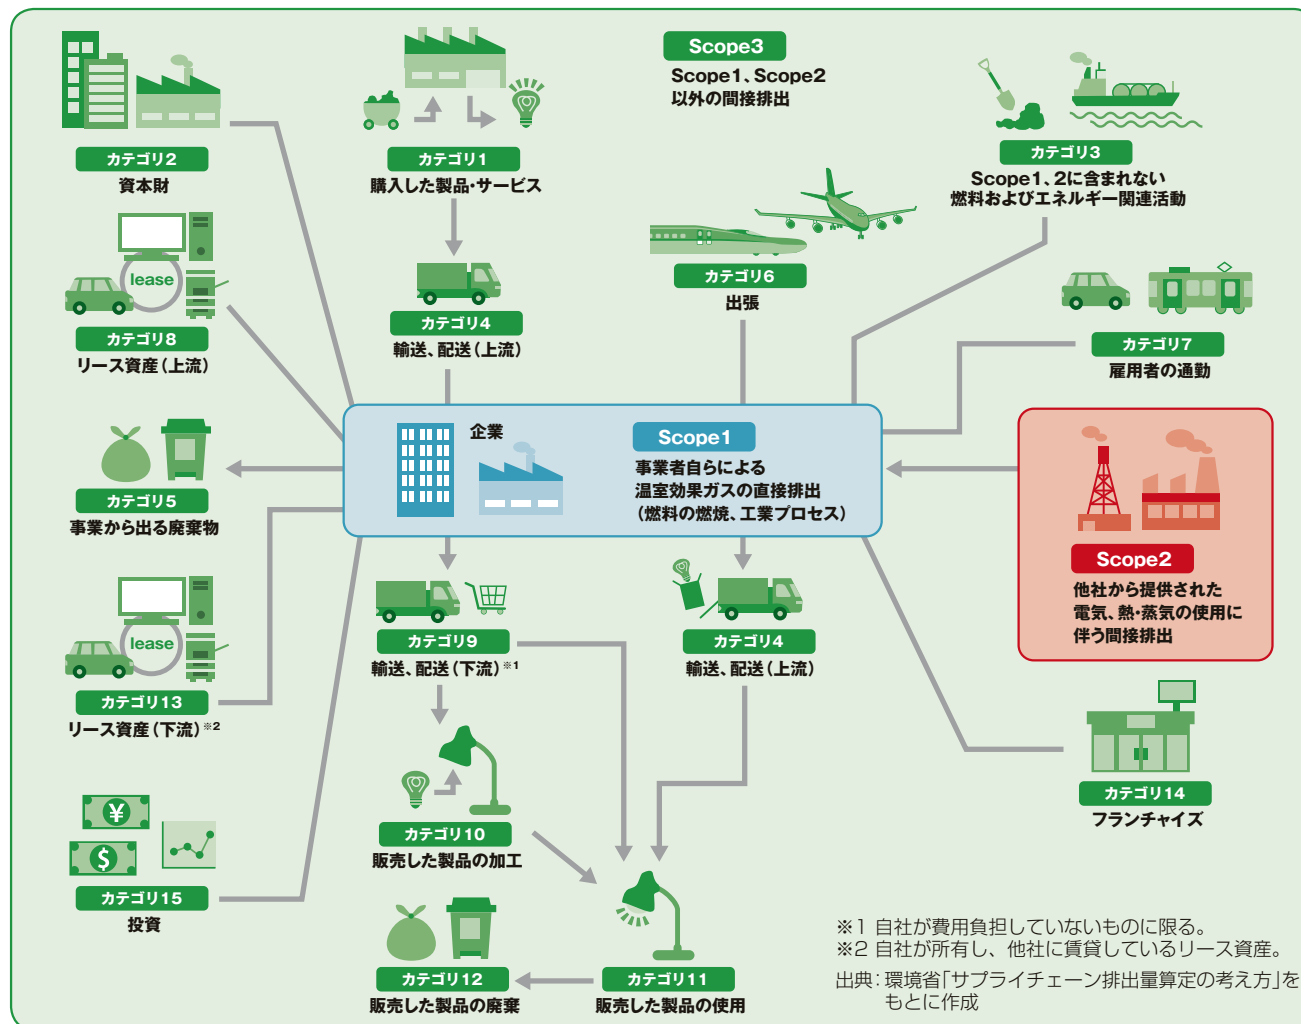 Scope3
Scope1、Scope2
以外の間接排出
カテゴリ2
資本財
カテゴリ1
購入した製品・サービス
カテゴリ3
Scope1、2に含まれない
燃料およびエネルギー関連活動
lease
カテゴリ8
リース資産（上流）
カテゴリ4
輸送、配送（上流）
カテゴリ6
出張
カテゴリ7
雇用者の通勤
カテゴリ5
事業から出る廃棄物
企業
Scope1
事業者自らによる
温室効果ガスの直接排出
（燃料の燃焼、工業プロセス）
Scope2
他社から提供された
電気、熱・蒸気の使用に
伴う間接排出
lease
カテゴリ13
リース資産（下流）※2
カテゴリ9
輸送、配送（下流）※1
カテゴリ4
輸送、配送（上流）
カテゴリ14
フランチャイズ
カテゴリ10
販売した製品の加工
¥
$
カテゴリ15
投資
カテゴリ12
販売した製品の廃棄
カテゴリ11
販売した製品の使用
※1 自社が費用負担していないものに限る。
※2 自社が所有し、他社に賃貸しているリース資産。
出典：環境省「サプライチェーン排出量算定の考え方」を
もとに作成